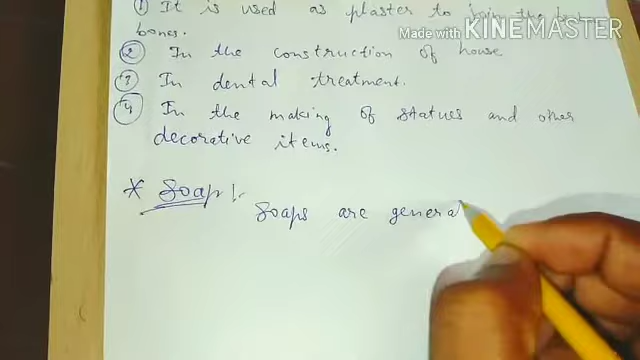 ① It is used as plaster to join the
bones.
② In the construction of house
③ In dental treatment.
④ In the making of statues and other
decorative items.
* Soap :-
Soaps are genera
Made with KINEMASTER